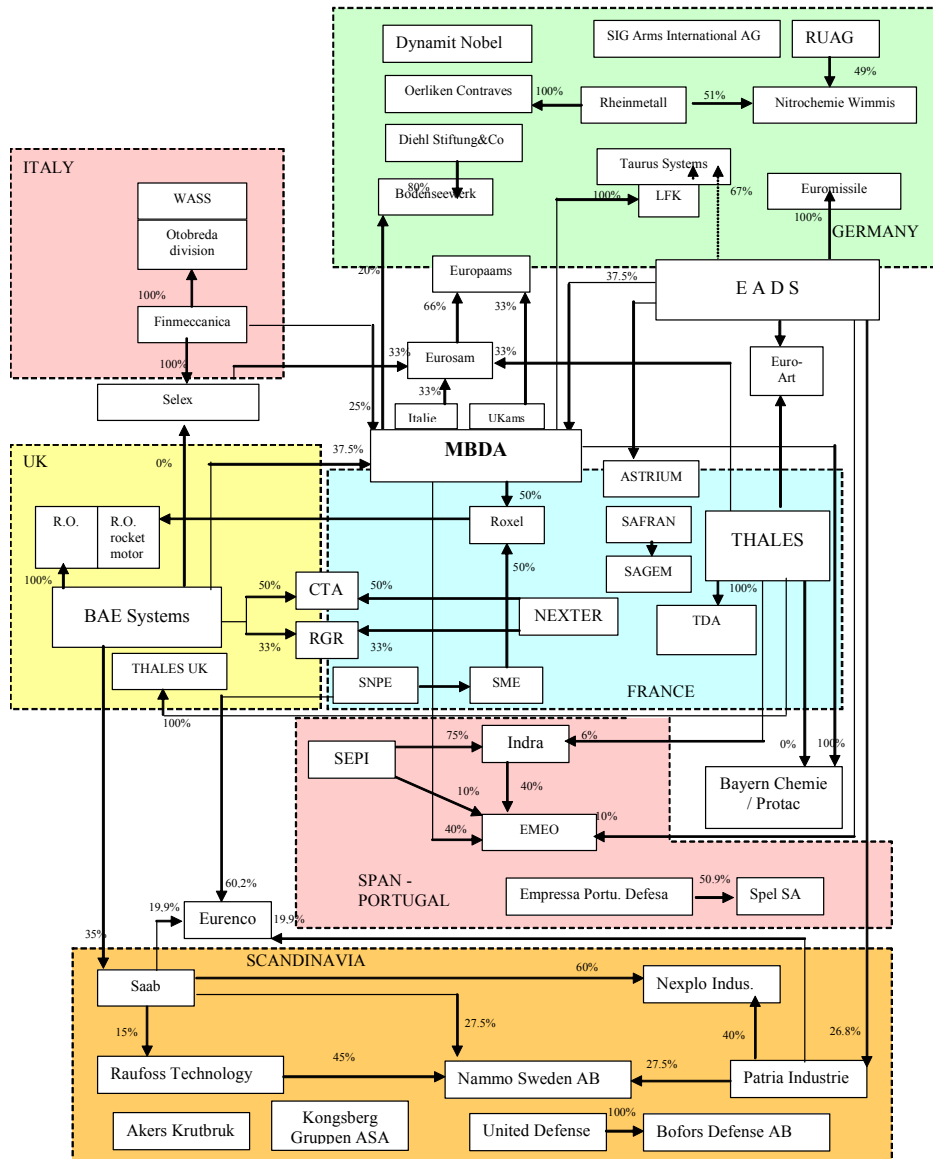 Dynamit Nobel
SIG Arms International AG
RUAG
49%
Oerliken Contraves
100%
Rheinmetall
51%
Nitrochemie Wimmis
Diehl Stiftung&Co
80%
Bodenseewerk
Taurus Systems
100%
LFK
67%
Euromissile
100%
GERMANY
ITALY
WASS
Otobreda
division
100%
Finmeccanica
100%
Selex
20%
Europaams
66%
33%
37.5%
E A D S
33%
Eurosam
33%
33%
Euro-
Art
25%
Italie
UKams
MBDA
37.5%
UK
0%
50%
ASTRIUM
R.O.
R.O.
rocket
motor
Roxel
SAFRAN
THALES
100%
50%
SAGEM
100%
BAE Systems
50%
CTA
50%
NEXTER
TDA
33%
RGR
33%
THALES UK
SNPE
SME
FRANCE
100%
SEPI
75%
Indra
6%
0%
100%
10%
40%
Bayern Chemie
/ Protac
40%
EMEO
10%
SPAN -
PORTUGAL
Empressa Portu. Defesa
50.9%
Spel SA
60,2%
19,9%
Eurenco
19,9%
35%
SCANDINAVIA
Saab
60%
Nexplo Indus.
15%
27.5%
40%
26.8%
Raufoss Technology
45%
Nammo Sweden AB
27.5%
Patria Industrie
Akers Krutbruk
Kongsberg
Gruppen ASA
United Defense
100%
Bofors Defense AB